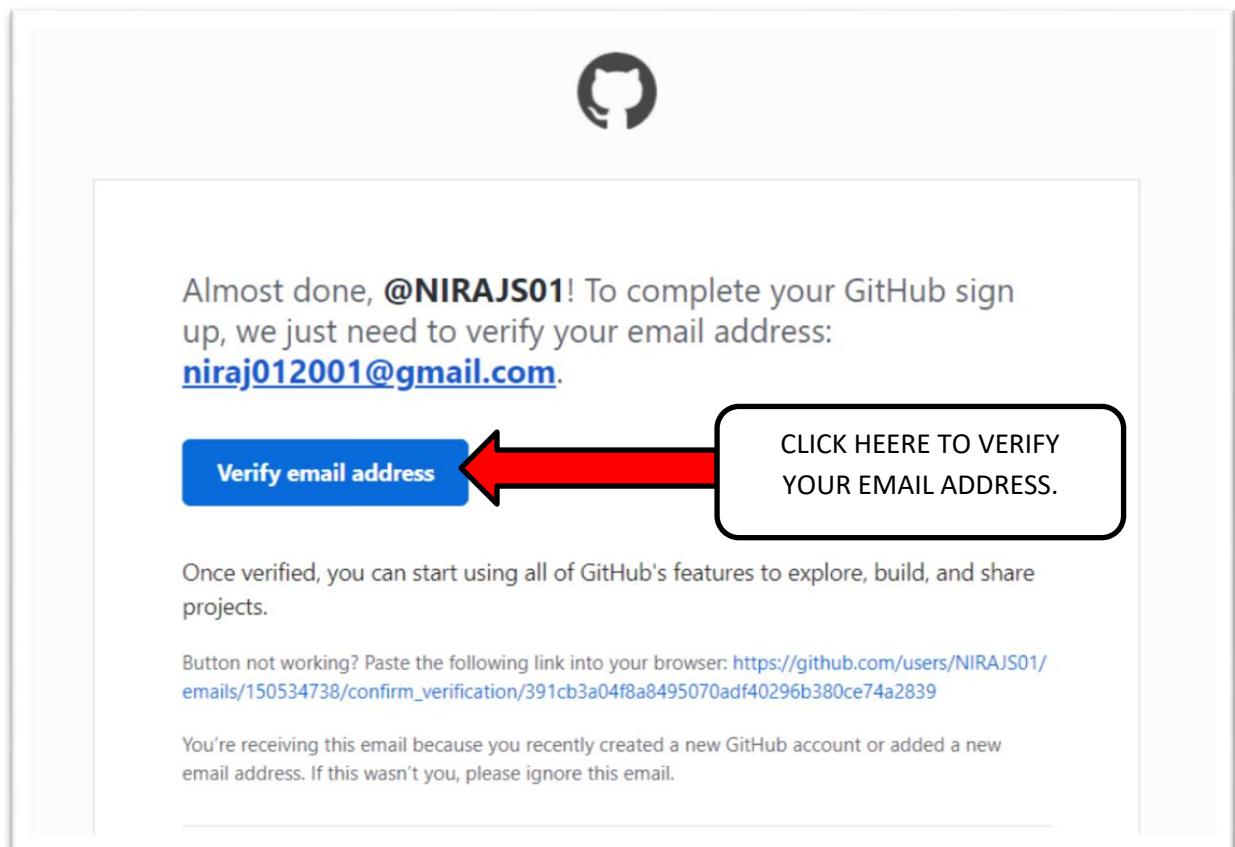 Almost done, @NIRAJS01! To complete your GitHub sign
up, we just need to verify your email address:
niraj012001@gmail.com.
Verify email address
CLICK HEERE TO VERIFY
YOUR EMAIL ADDRESS.
Once verified, you can start using all of GitHub's features to explore, build, and share
projects.
Button not working? Paste the following link into your browser: https://github.com/users/NIRAJS01/
emails/150534738/confirm_verification/391cb3a04f8a8495070adf40296b380ce74a2839
You're receiving this email because you recently created a new GitHub account or added a new
email address. If this wasn't you, please ignore this email.